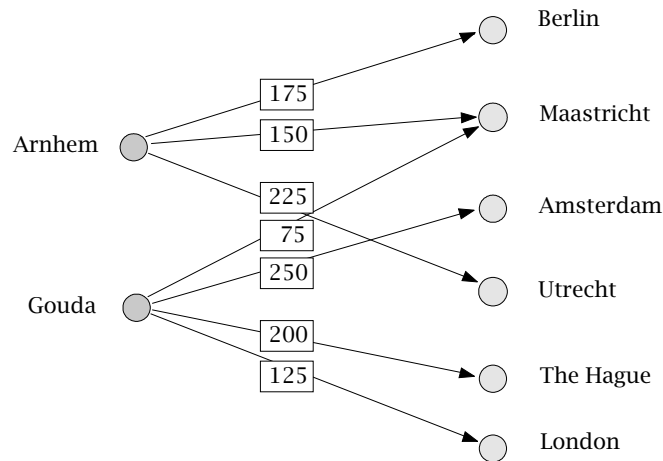 Berlin
175
Maastricht
150
Arnhem
225
Amsterdam
75
250
Utrecht
Gouda
200
The Hague
125
London